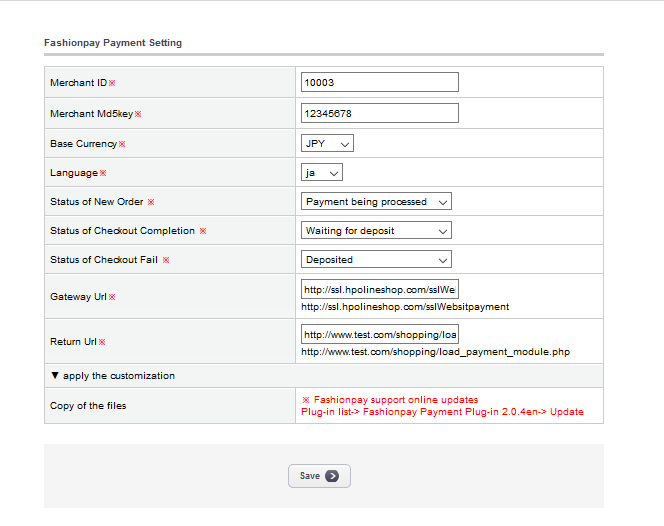 Fashionpay Payment Setting
Merchant ID※ 10003
Merchant Md5key※ 12345678
Base Currency※ JPY
Language※ ja
Status of New Order ※ Payment being processed
Status of Checkout Completion ※ Waiting for deposit
Status of Checkout Fail ※ Deposited
Gateway Url※ http://ssl.hpolineshop.com/sslWe
http://ssl.hpolineshop.com/sslWebsitpayment
Return Url※ http://www.test.com/shopping/loa
http://www.test.com/shopping/load_payment_module.php
▼ apply the customization
Copy of the files ※ Fashionpay support online updates
Plug-in list-> Fashionpay Payment Plug-in 2.0.4en-> Update
Save